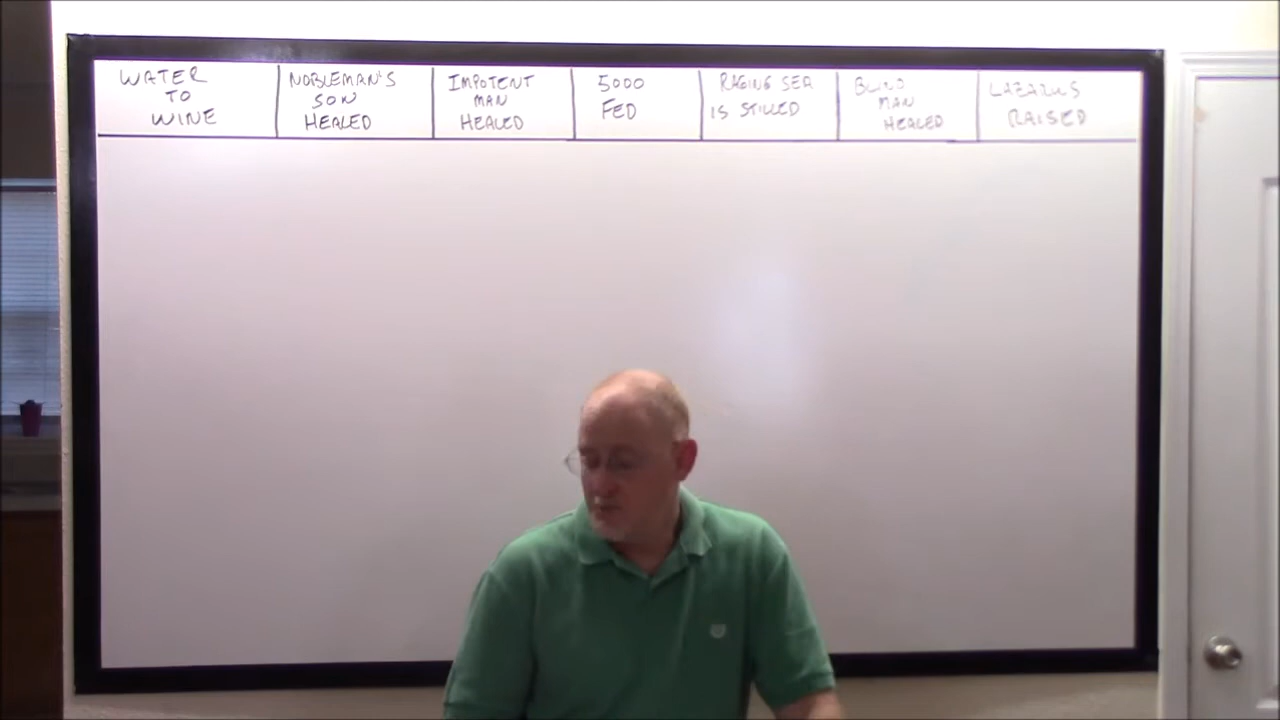 WATER
TO
WINE
NOBLEMAN'S
SON
HEALED
IMPOTENT
MAN
HEALED
5000
FED
RAGING SEA
IS STILLED
BLIND
MAN
HEALED
LAZARUS
RAISED